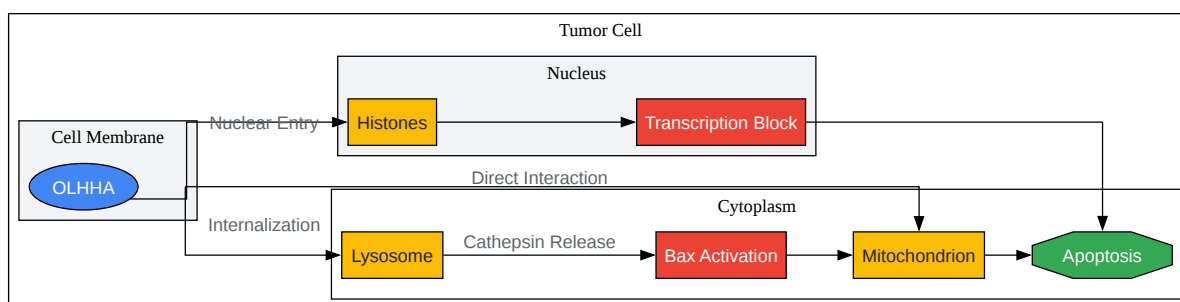 Tumor Cell
Nucleus
Nuclear Entry
Histones
Transcription Block
Cell Membrane
OLHHA
Direct Interaction
Cytoplasm
Internalization
Lysosome
Cathepsin Release
Bax Activation
Mitochondrion
Apoptosis